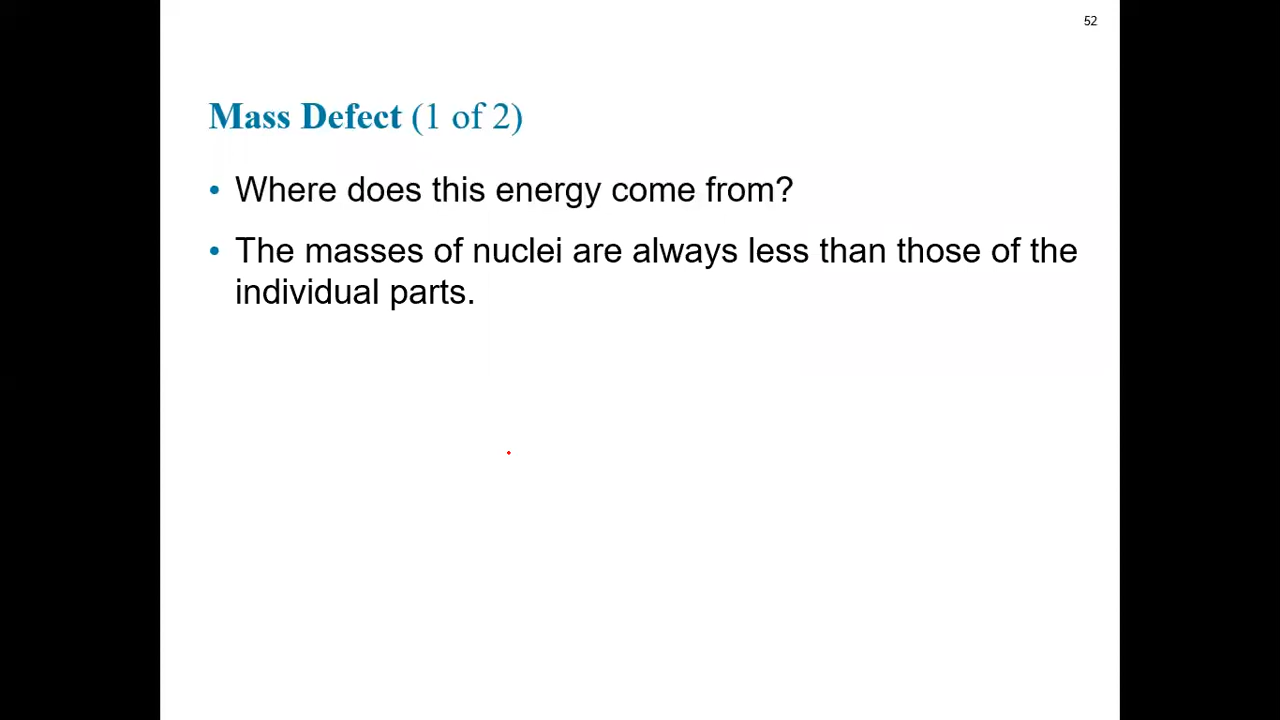 52
Mass Defect (1 of 2)
• Where does this energy come from?
• The masses of nuclei are always less than those of the
individual parts.